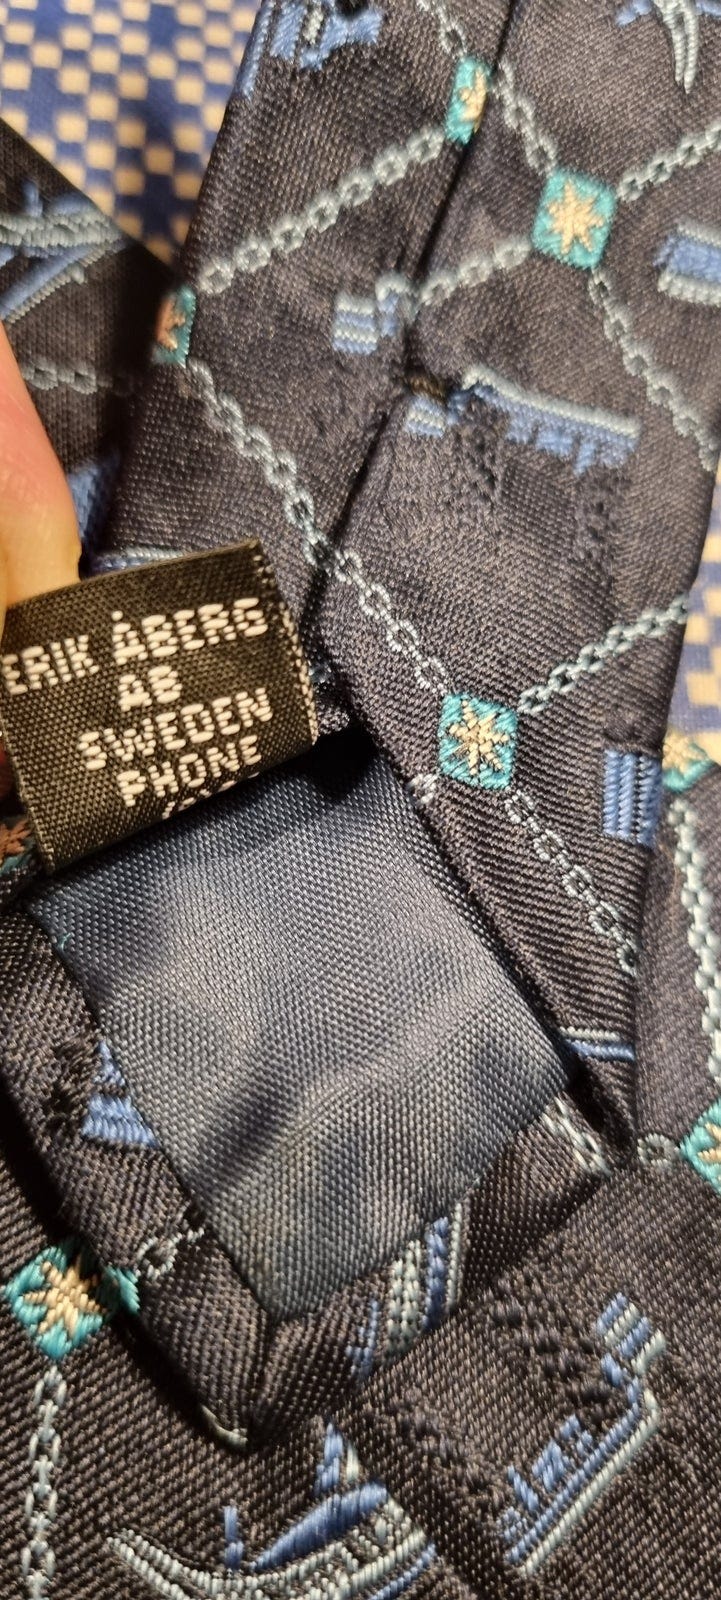 ERIK ÅBERG
AB
SWEDEN
PHONE